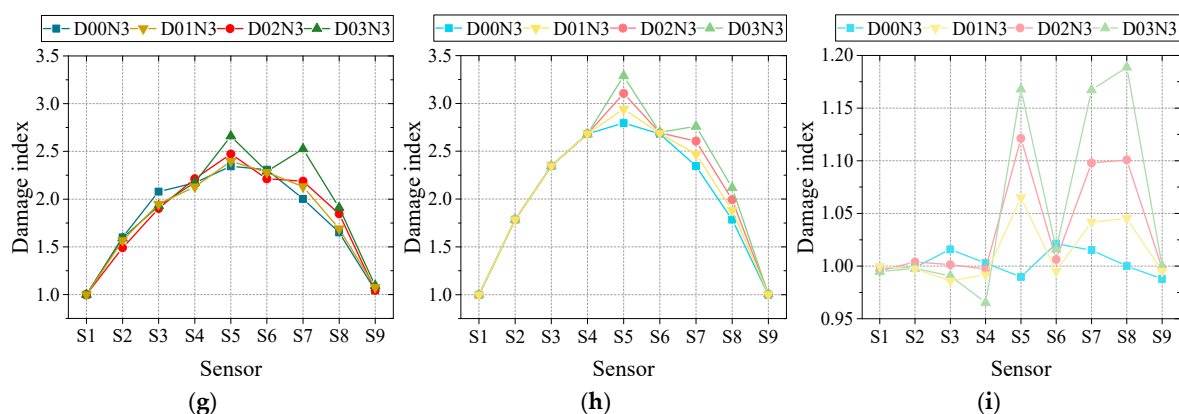 D00N3 D01N3 D02N3 D03N3
3.5
3.0
2.5
2.0
1.5
1.0
Damage index
S1 S2 S3 S4 S5 S6 S7 S8 S9
Sensor
(g)
D00N3 D01N3 D02N3 D03N3
3.5
3.0
2.5
2.0
1.5
1.0
Damage index
S1 S2 S3 S4 S5 S6 S7 S8 S9
Sensor
(h)
D00N3 D01N3 D02N3 D03N3
1.20
1.15
1.10
1.05
1.00
0.95
Damage index
S1 S2 S3 S4 S5 S6 S7 S8 S9
Sensor
(i)